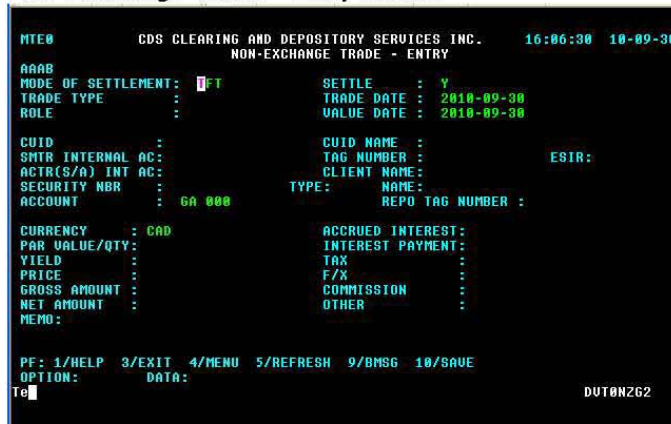 MTE0 CDS CLEARING AND DEPOSITORY SERVICES INC. 16:06:30 10-09-30
NON-EXCHANGE TRADE - ENTRY
AAAB
MODE OF SETTLEMENT: TFT SETTLE : Y
TRADE TYPE : TRADE DATE : 2010-09-30
ROLE : VALUE DATE : 2010-09-30
CUID : CUID NAME :
SMTR INTERNAL AC: TAG NUMBER : ESIR:
ACTR(S/A) INT AC: CLIENT NAME:
SECURITY NBR : TYPE: NAME:
ACCOUNT : GA 000 REPO TAG NUMBER :
CURRENCY : CAD ACCRUED INTEREST:
PAR VALUE/QTY: INTEREST PAYMENT:
YIELD : TAX :
PRICE : F/X :
GROSS AMOUNT : COMMISSION :
NET AMOUNT : OTHER :
MEMO:
PF: 1/HELP 3/EXIT 4/MENU 5/REFRESH 9/BMSG 10/SAVE
OPTION: DATA:
Te DVT0NZG2